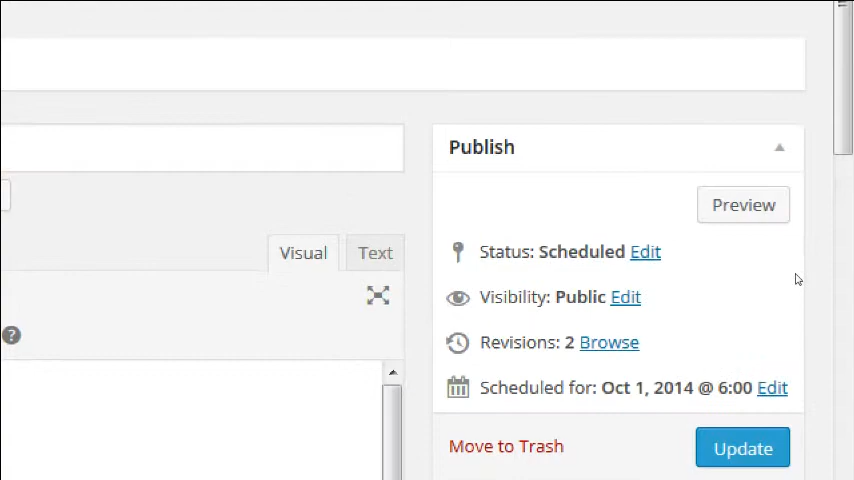 Publish
Preview
Visual Text
Status: Scheduled Edit
Visibility: Public Edit
?
Revisions: 2 Browse
Scheduled for: Oct 1, 2014 @ 6:00 Edit
Move to Trash Update